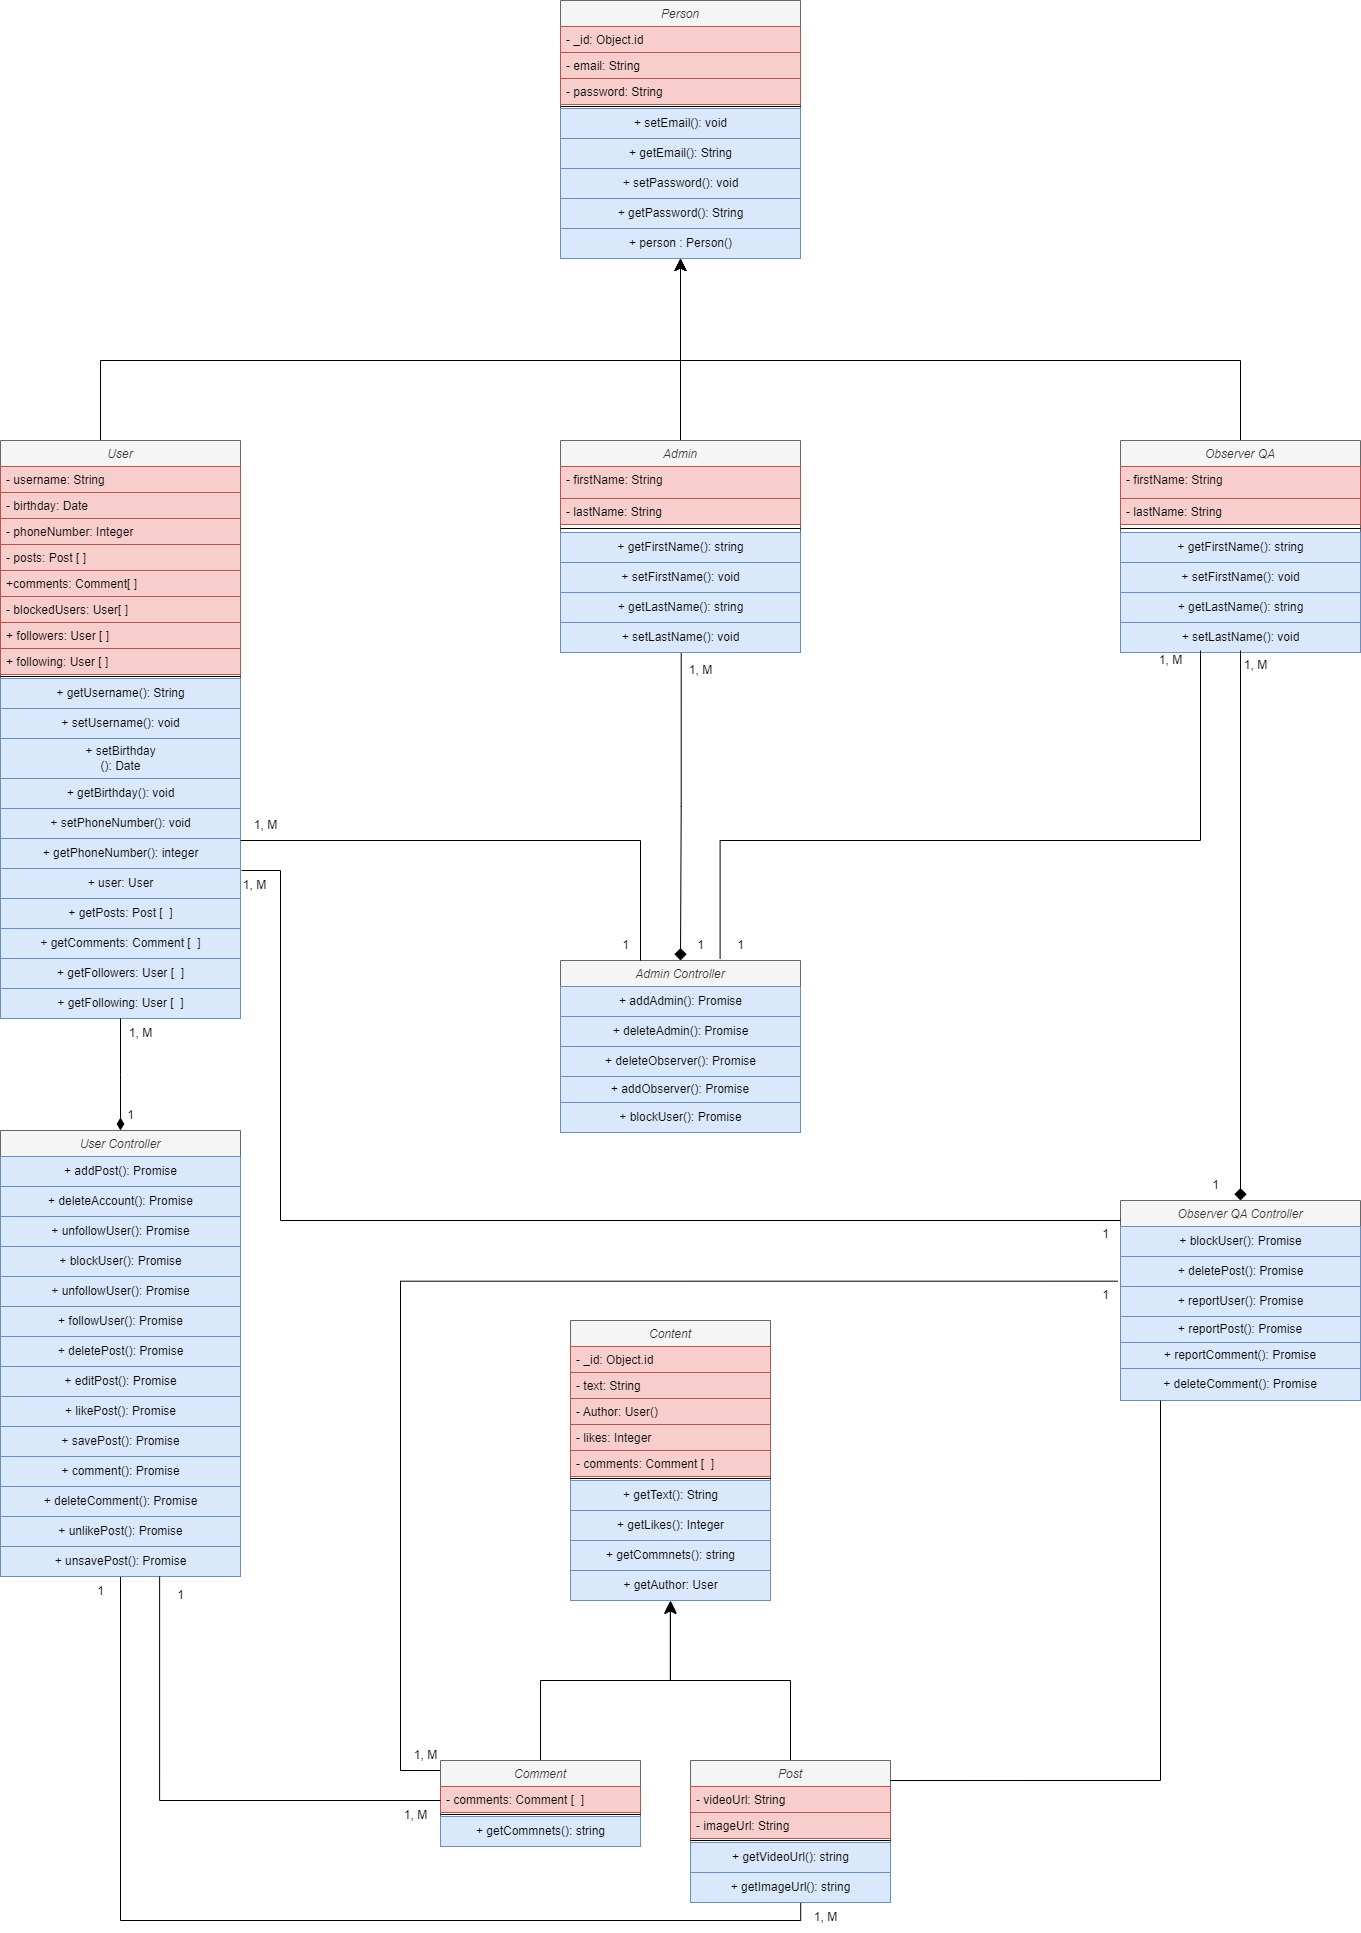 Person
- _id: Object.id
- email: String
- password: String
+ setEmail(): void
+ getEmail(): String
+ setPassword(): void
+ getPassword(): String
+ person : Person()
User
- username: String
- birthday: Date
- phoneNumber: Integer
- posts: Post [ ]
+comments: Comment[ ]
- blockedUsers: User[ ]
+ followers: User [ ]
+ following: User [ ]
+ getUsername(): String
+ setUsername(): void
+ setBirthday
(): Date
+ getBirthday(): void
+ setPhoneNumber(): void
+ getPhoneNumber(): integer
+ user: User
+ getPosts: Post [  ]
+ getComments: Comment [  ]
+ getFollowers: User [  ]
+ getFollowing: User [  ]
Admin
- firstName: String
- lastName: String
+ getFirstName(): string
+ setFirstName(): void
+ getLastName(): string
+ setLastName(): void
Observer QA
- firstName: String
- lastName: String
+ getFirstName(): string
+ setFirstName(): void
+ getLastName(): string
+ setLastName(): void
1, M
1, M
1, M
1, M
1, M
1
1
1
Admin Controller
+ addAdmin(): Promise
+ deleteAdmin(): Promise
+ deleteObserver(): Promise
+ addObserver(): Promise
+ blockUser(): Promise
1, M
1
User Controller
+ addPost(): Promise
+ deleteAccount(): Promise
+ unfollowUser(): Promise
+ blockUser(): Promise
+ unfollowUser(): Promise
+ followUser(): Promise
+ deletePost(): Promise
+ editPost(): Promise
+ likePost(): Promise
+ savePost(): Promise
+ comment(): Promise
+ deleteComment(): Promise
+ unlikePost(): Promise
+ unsavePost(): Promise
1
1
1
Observer QA Controller
+ blockUser(): Promise
+ deletePost(): Promise
+ reportUser(): Promise
+ reportPost(): Promise
+ reportComment(): Promise
+ deleteComment(): Promise
1
1
Content
- _id: Object.id
- text: String
- Author: User()
- likes: Integer
- comments: Comment [  ]
+ getText(): String
+ getLikes(): Integer
+ getCommnets(): string
+ getAuthor: User
1, M
1, M
Comment
- comments: Comment [  ]
+ getCommnets(): string
Post
- videoUrl: String
- imageUrl: String
+ getVideoUrl(): string
+ getImageUrl(): string
1, M